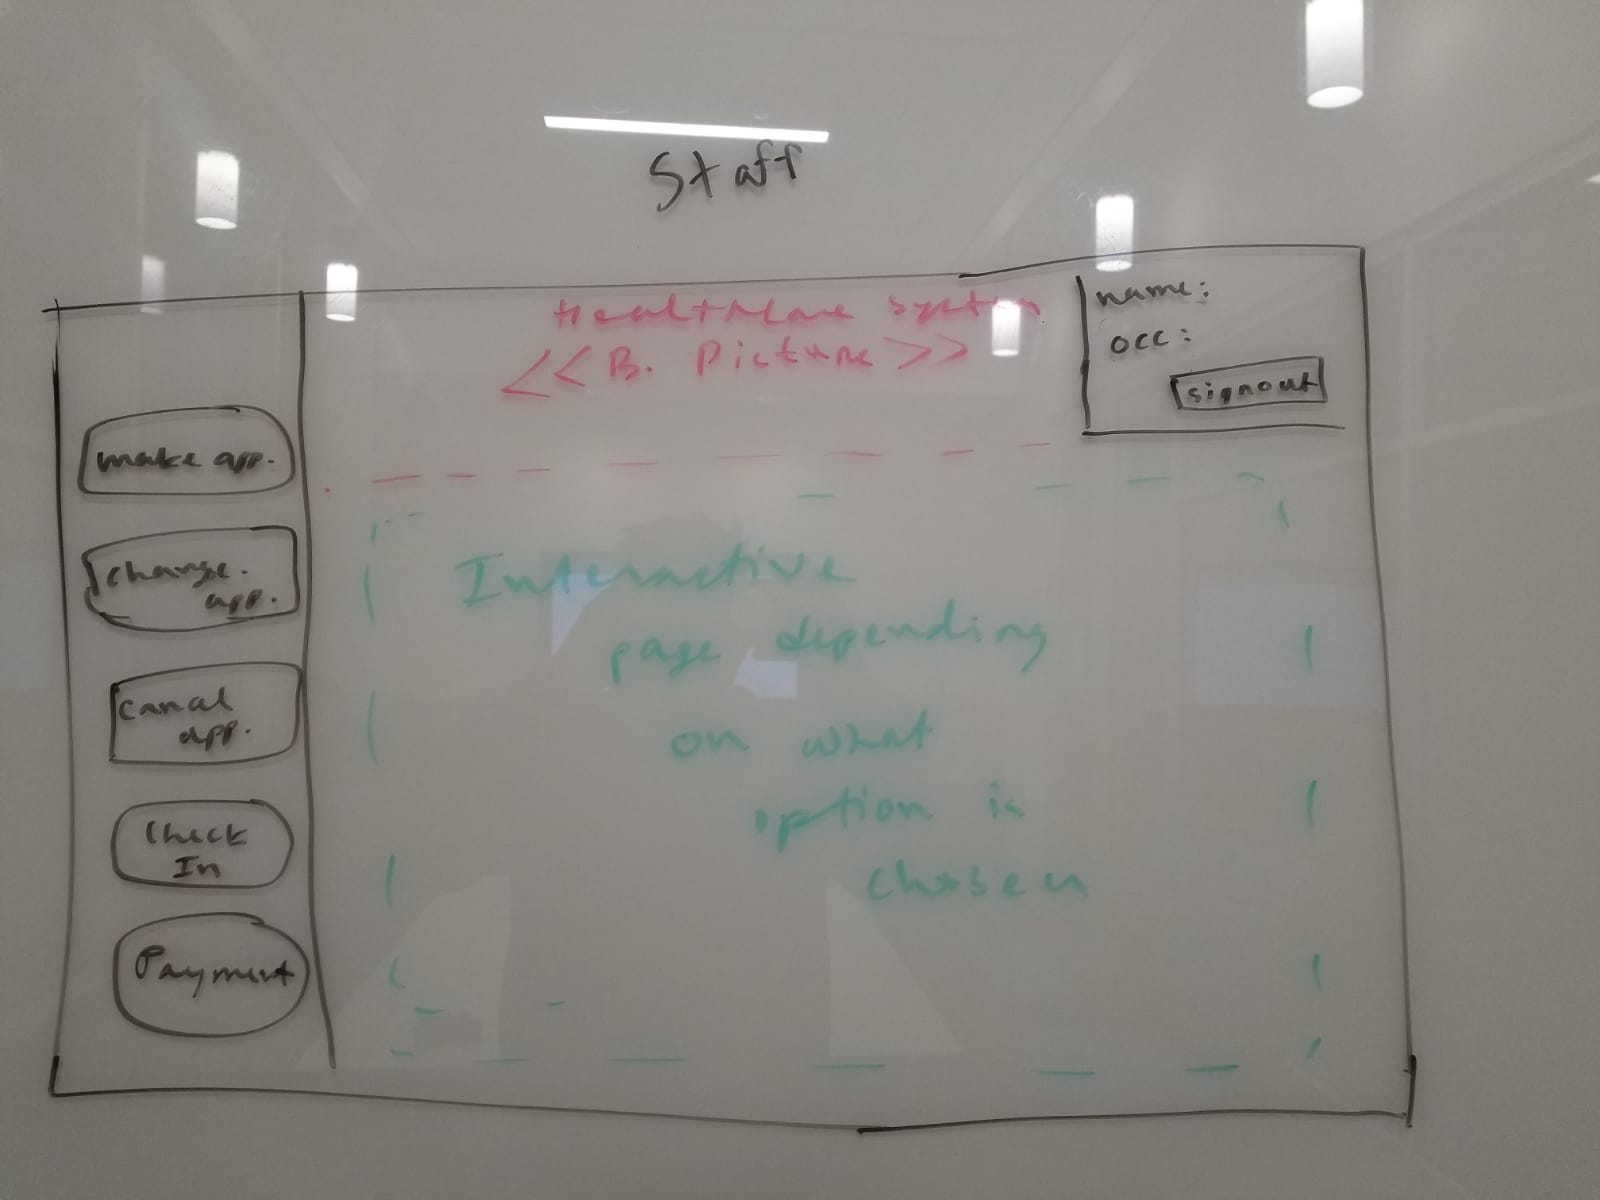 Staff
Healthcare system
<<B. Picture>>
name:
occ:
signout
make app.
change.
app.
cancel
app.
Check
In
Payment
Interactive
page depending
on what
option is
chosen